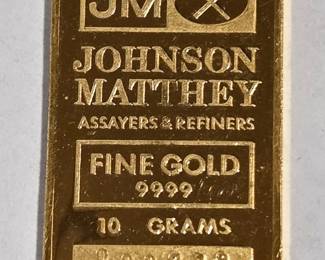 JM
JOHNSON
MATTHEY
ASSAYERS & REFINERS
FINE GOLD
9999
10 GRAMS